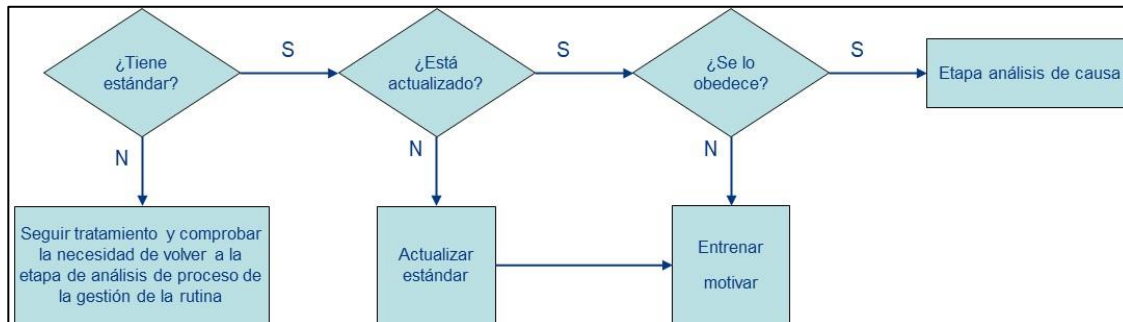 ¿Tiene
estándar?
S
¿Está
actualizado?
S
¿Se lo
obedece?
S
Etapa análisis de causa
N
N
N
Seguir tratamiento y comprobar
la necesidad de volver a la
etapa de análisis de proceso de
la gestión de la rutina
Actualizar
estándar
Entrenar
motivar